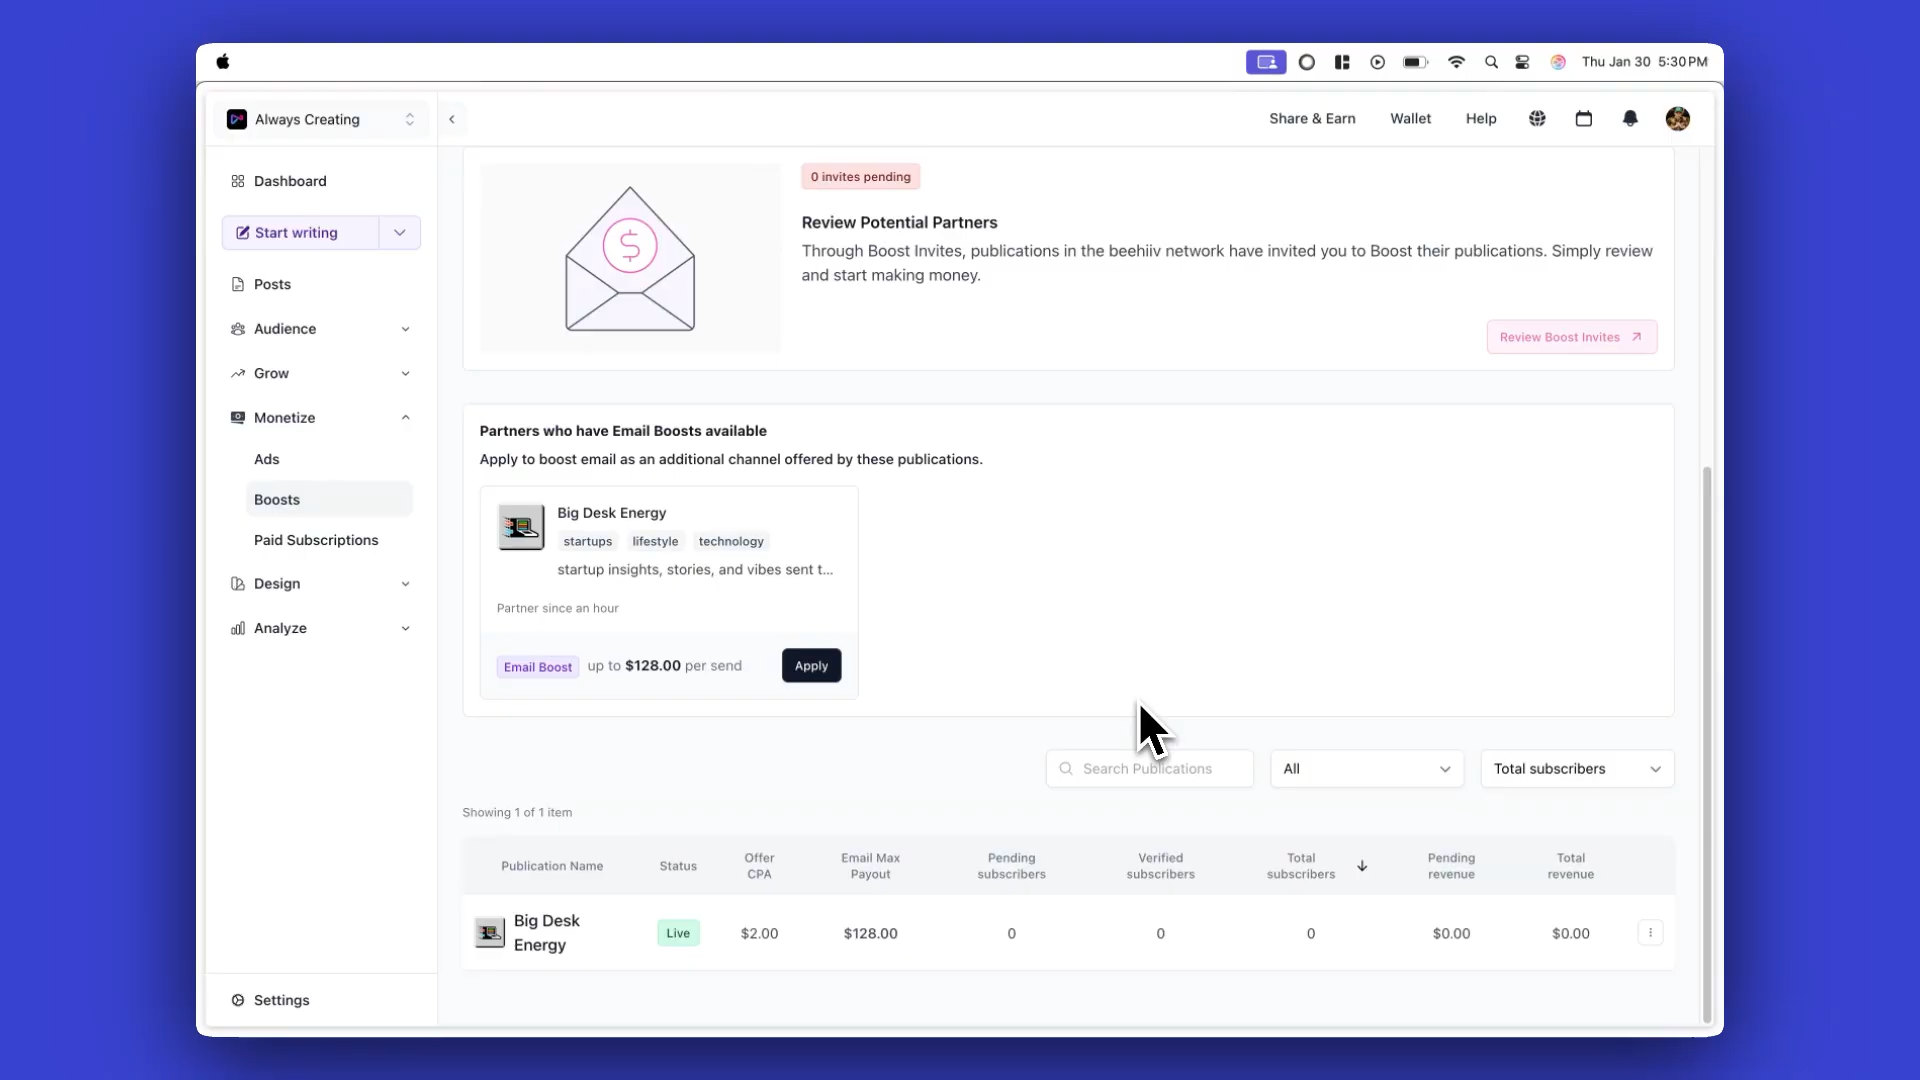 Thu Jan 30 5:30 PM
Always Creating
Share & Earn
Wallet
Help
Dashboard
Start writing
Posts
Audience
Grow
Monetize
Ads
Boosts
Paid Subscriptions
Design
Analyze
Settings
0 invites pending
Review Potential Partners
Through Boost Invites, publications in the beehiiv network have invited you to Boost their publications. Simply review
and start making money.
Review Boost Invites
Partners who have Email Boosts available
Apply to boost email as an additional channel offered by these publications.
Big Desk Energy
startups lifestyle technology
startup insights, stories, and vibes sent t...
Partner since an hour
Email Boost up to $128.00 per send
Apply
Search Publications
All
Total subscribers
Showing 1 of 1 item
Publication Name
Status
Offer
CPA
Email Max
Payout
Pending
subscribers
Verified
subscribers
Total
subscribers
Pending
revenue
Total
revenue
Big Desk
Energy
Live
$2.00
$128.00
0
0
0
$0.00
$0.00